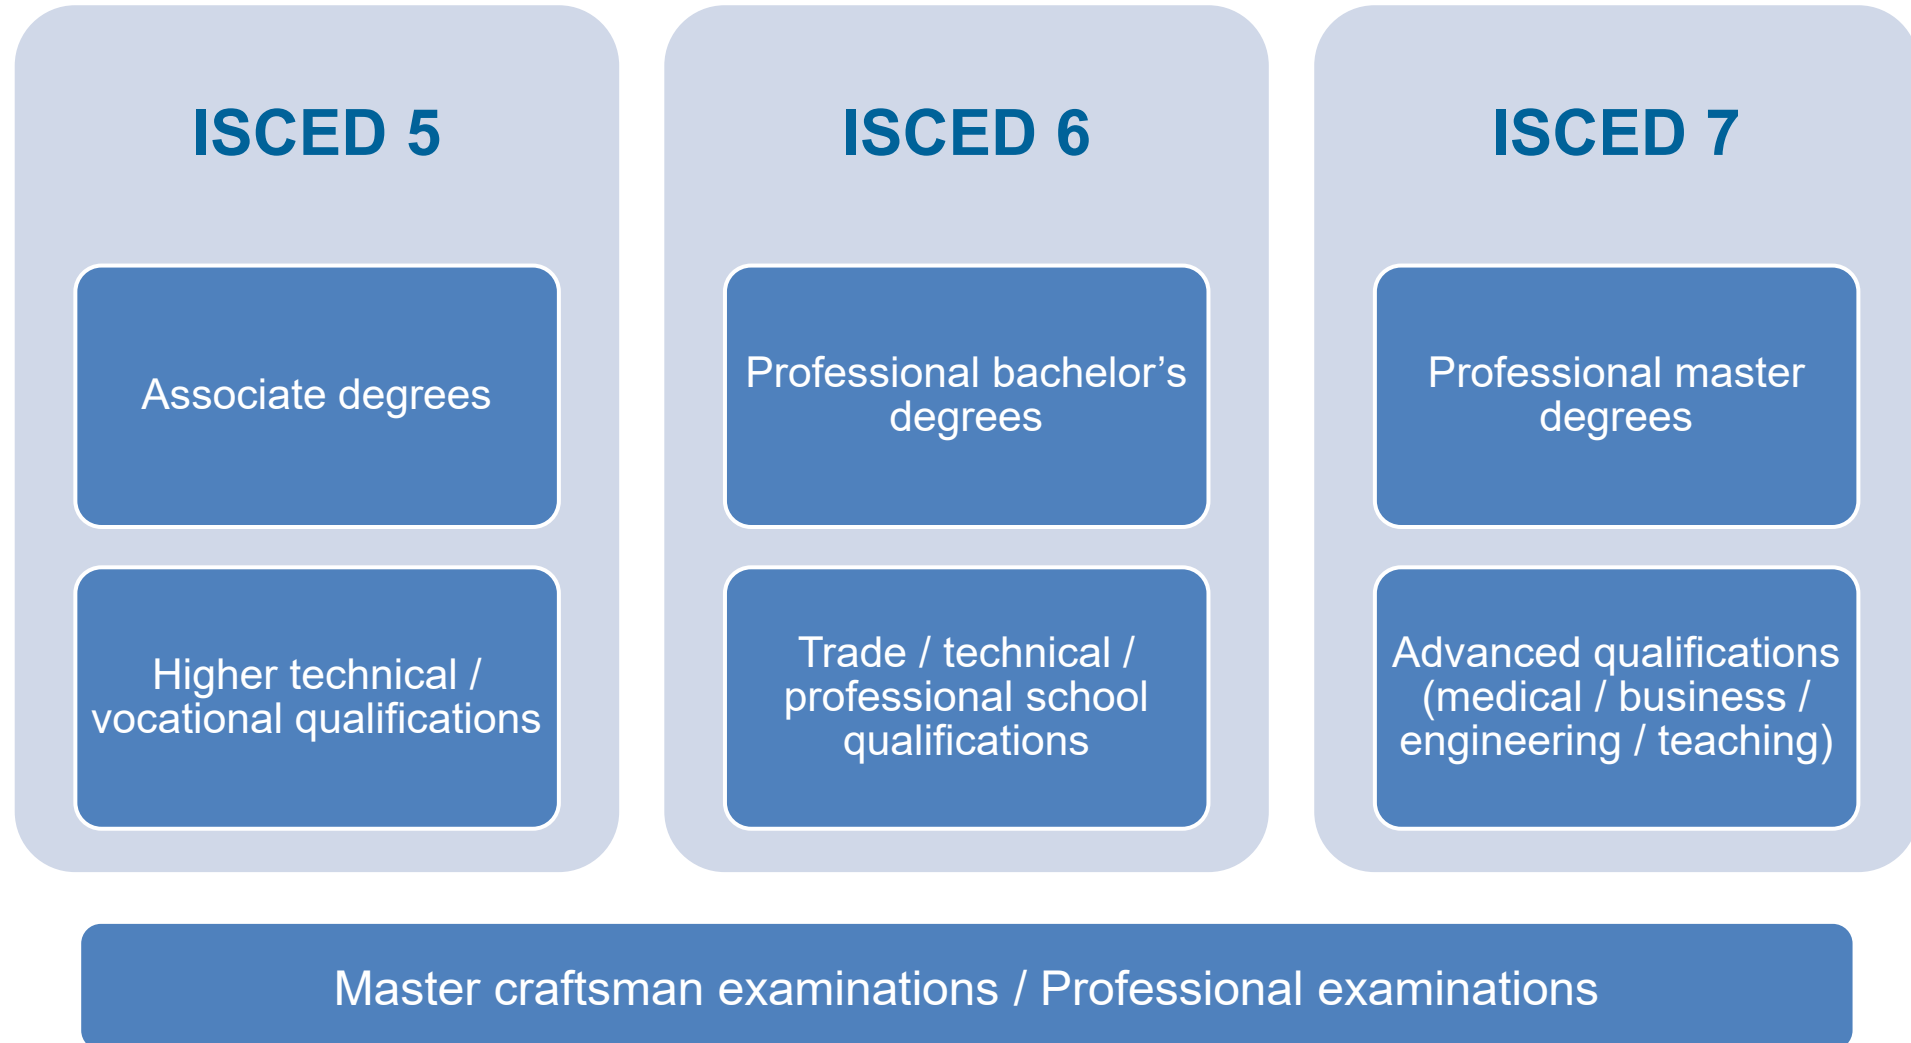 ISCED 5
Associate degrees
Higher technical /
vocational qualifications
ISCED 6
Professional bachelor’s
degrees
Trade / technical /
professional school
qualifications
ISCED 7
Professional master
degrees
Advanced qualifications
(medical / business /
engineering / teaching)
Master craftsman examinations / Professional examinations